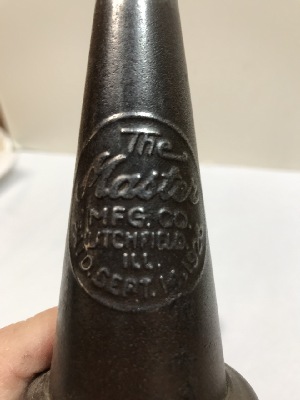 The
Master
MFG. CO.
LITCHFIELD,
ILL.
SEPT.